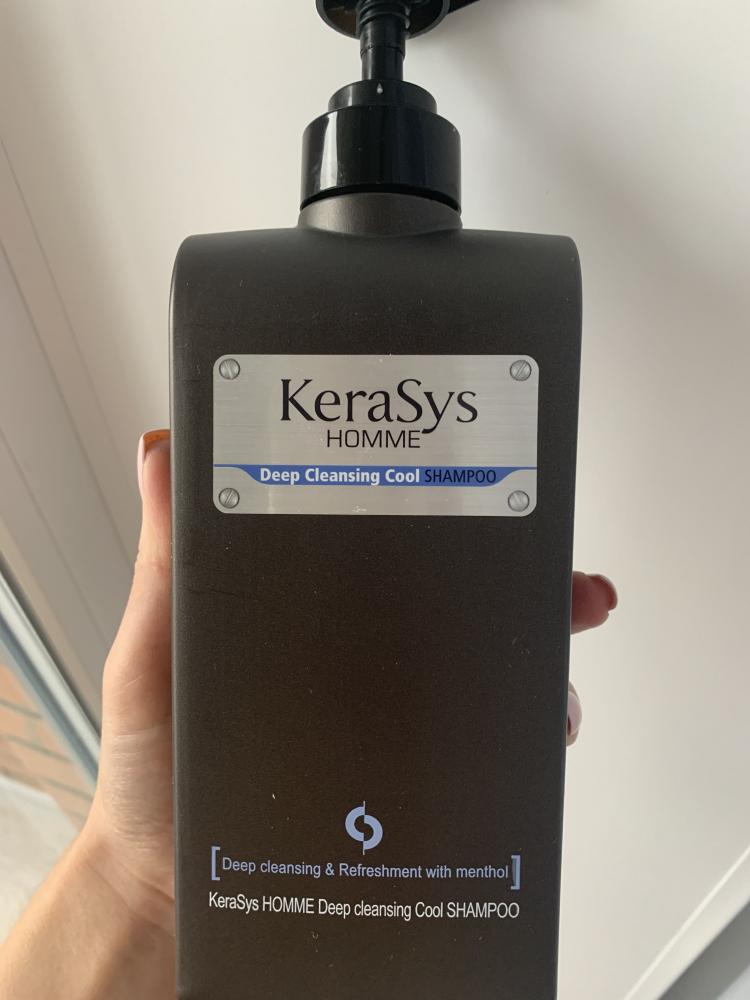 KeraSys
HOMME
Deep Cleansing Cool SHAMPOO
[Deep cleansing & Refreshment with menthol]
KeraSys HOMME Deep cleansing Cool SHAMPOO